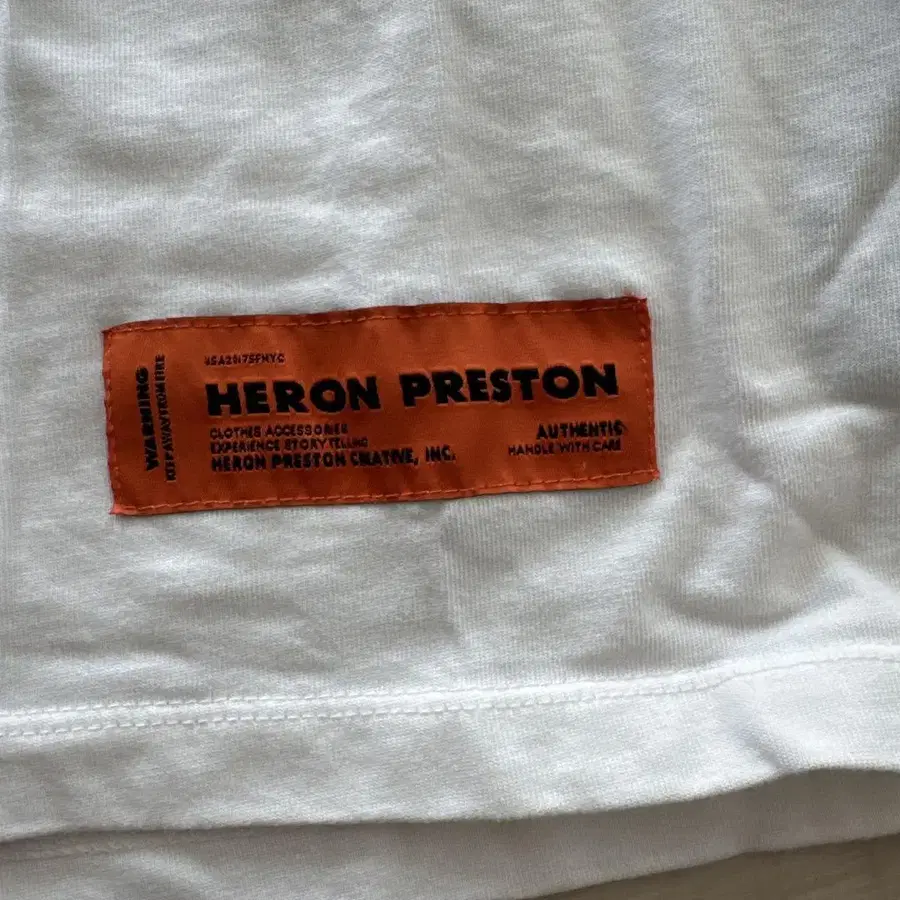 WARNING
KEEP AWAY FROM FIRE
HERON PRESTON
CLOTHES ACCESSORIES
EXPERIENCE STORYTELLING
HERON PRESTON CREATIVE, INC.
AUTHENTIC
HANDLE WITH CARE